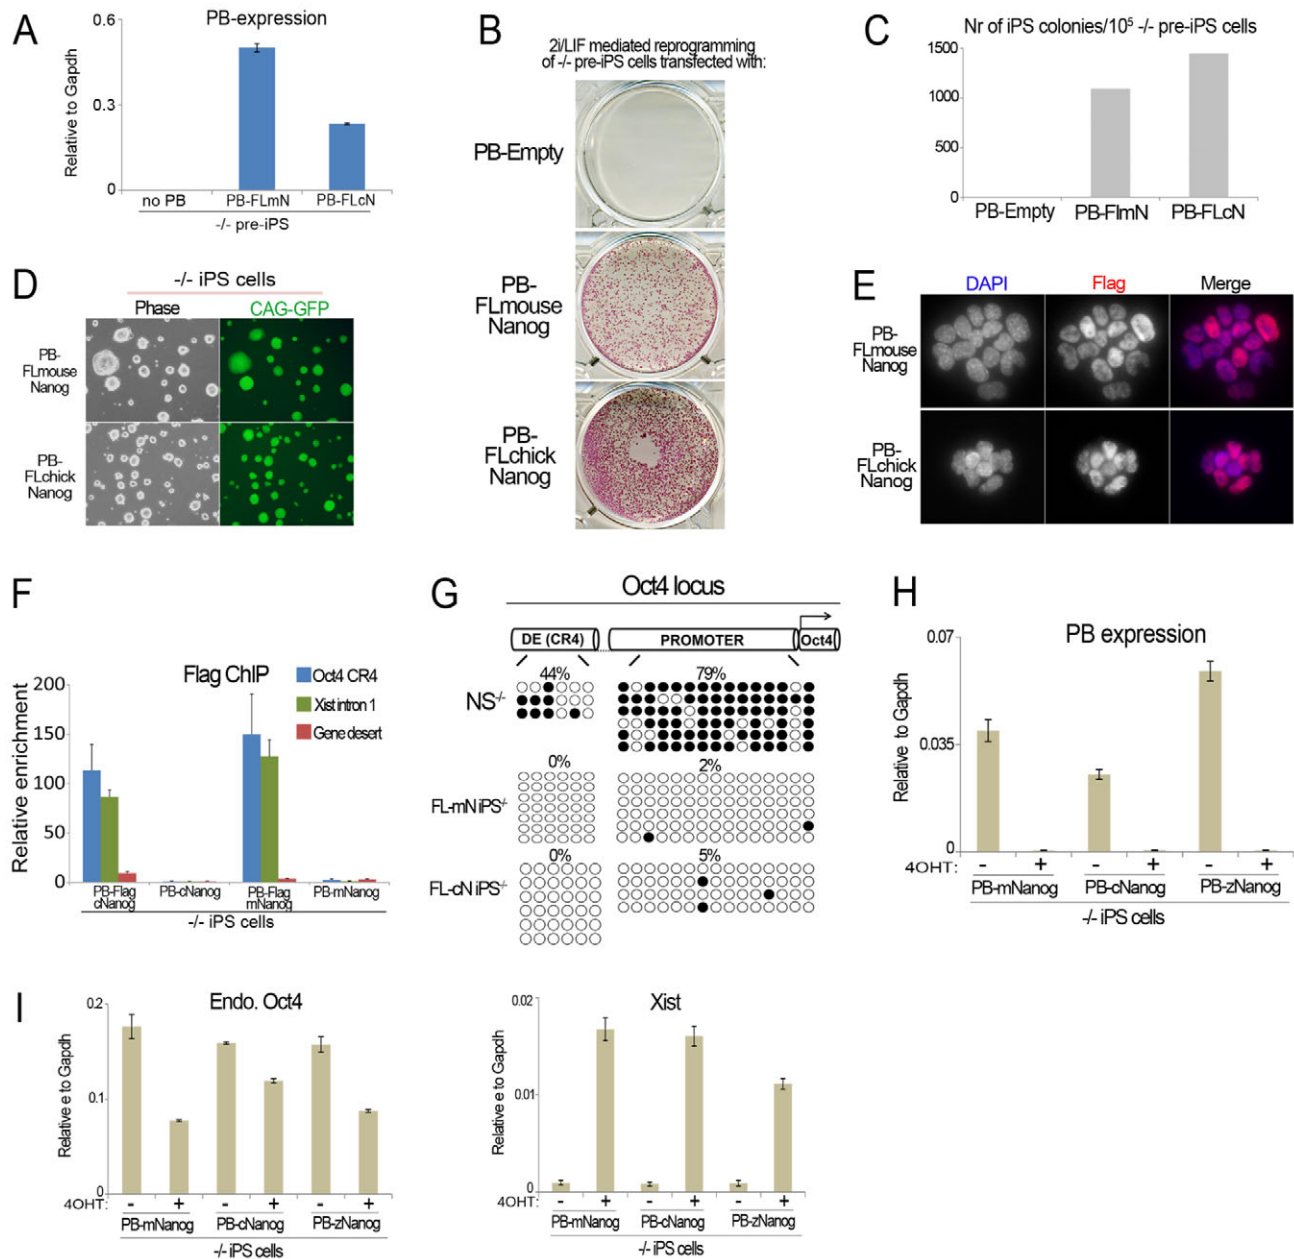 A
PB-expression
Relative to Gapdh
0.6
0.3
0
no PB
PB-FLmN
PB-FLcN
-/- pre-iPS
B
2i/LIF mediated reprogramming
of -/- pre-iPS cells transfected with:
PB-Empty
PB-
FLmouse
Nanog
PB-
FLchick
Nanog
C
Nr of iPS colonies/10⁵ -/- pre-iPS cells
1500
1000
500
0
PB-Empty
PB-FlmN
PB-FLcN
D
-/- iPS cells
Phase
CAG-GFP
PB-
FLmouse
Nanog
PB-
FLchick
Nanog
E
DAPI
Flag
Merge
PB-
FLmouse
Nanog
PB-
FLchick
Nanog
F
Flag ChIP
Oct4 CR4
Xist intron 1
Gene desert
Relative enrichment
200
150
100
50
0
PB-Flag
cNanog
PB-cNanog
PB-Flag
mNanog
PB-mNanog
-/- iPS cells
G
Oct4 locus
DE (CR4)
PROMOTER
Oct4
44%
79%
NS-/-
0%
2%
FL-mN iPS-/-
0%
5%
FL-cN iPS-/-
H
PB expression
Relative to Gapdh
0.07
0.035
0
4OHT:
-
+
-
+
-
+
PB-mNanog
PB-cNanog
PB-zNanog
-/- iPS cells
I
Endo. Oct4
Relative to Gapdh
0.2
0.1
0
4OHT:
-
+
-
+
-
+
PB-mNanog
PB-cNanog
PB-zNanog
-/- iPS cells
Xist
Relativ e to Gapdh
0.02
0.01
0
-
+
-
+
-
+
PB-mNanog
PB-cNanog
PB-zNanog
-/- iPS cells